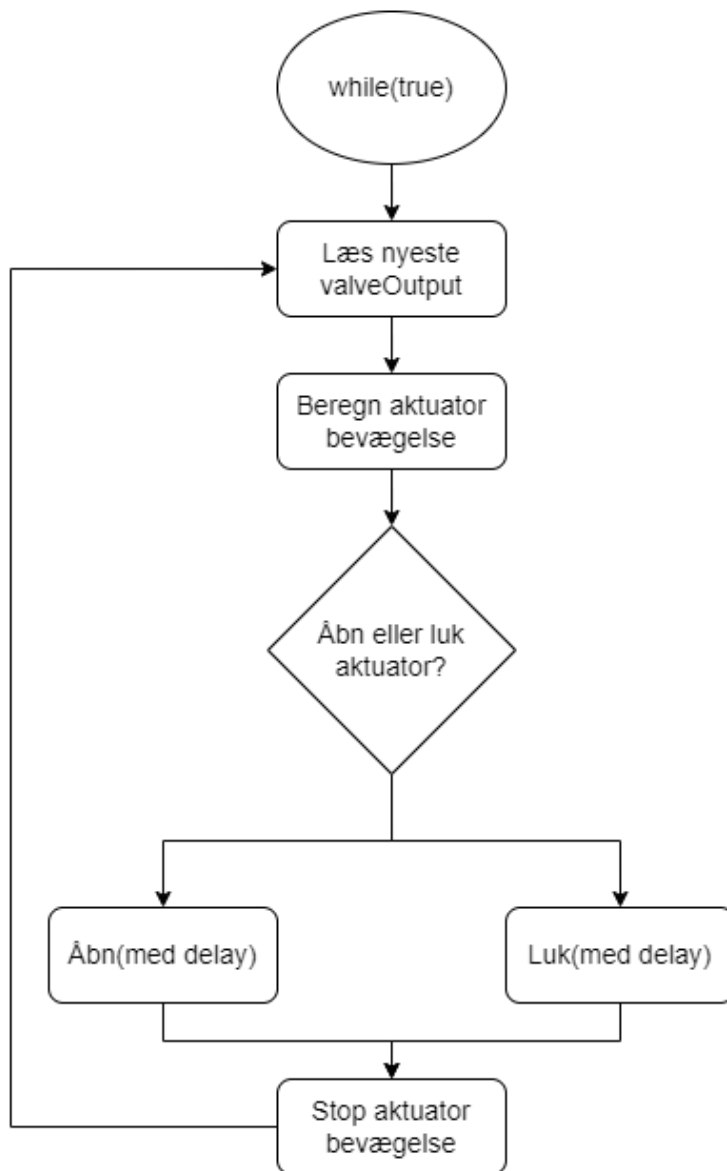 while(true)
Læs nyeste
valveOutput
Beregn aktuator
bevægelse
Åbn eller luk
aktuator?
Åbn(med delay)
Luk(med delay)
Stop aktuator
bevægelse